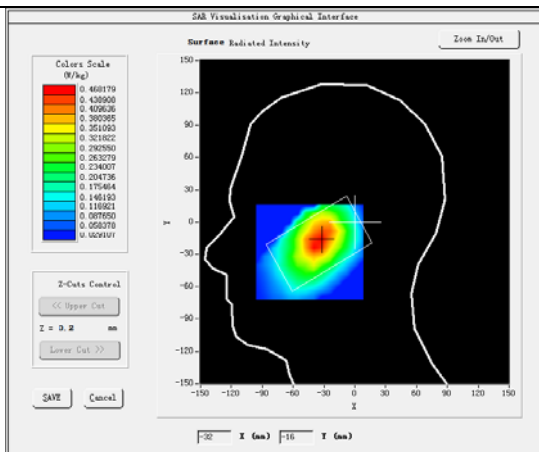 SAR Visualisation Graphical Interface
Surface Radiated Intensity
Zoom In/Out
Colors Scale
(W/kg)
0.468179
0.438908
0.409636
0.380365
0.351093
0.321822
0.292550
0.263279
0.234007
0.204736
0.175464
0.146193
0.116921
0.087650
0.058378
0.029107
Z-Cuts Control
<< Upper Cut
Z = 3.2 mm
Lower Cut >>
SAVE Cancel
150
120
90
60
30
0
-30
-60
-90
-120
-150
Y
-150 -120 -90 -60 -30 0 30 60 90 120 150
X
-32 X (mm) -16 Y (mm)